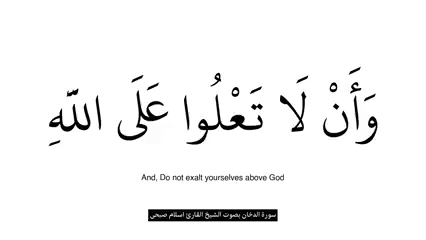 وَأَنْ لَا تَعْلُوا عَلَى اللَّهِ
And, Do not exalt yourselves above God
سورة الدخان بصوت الشيخ القارئ اسلام صبحي